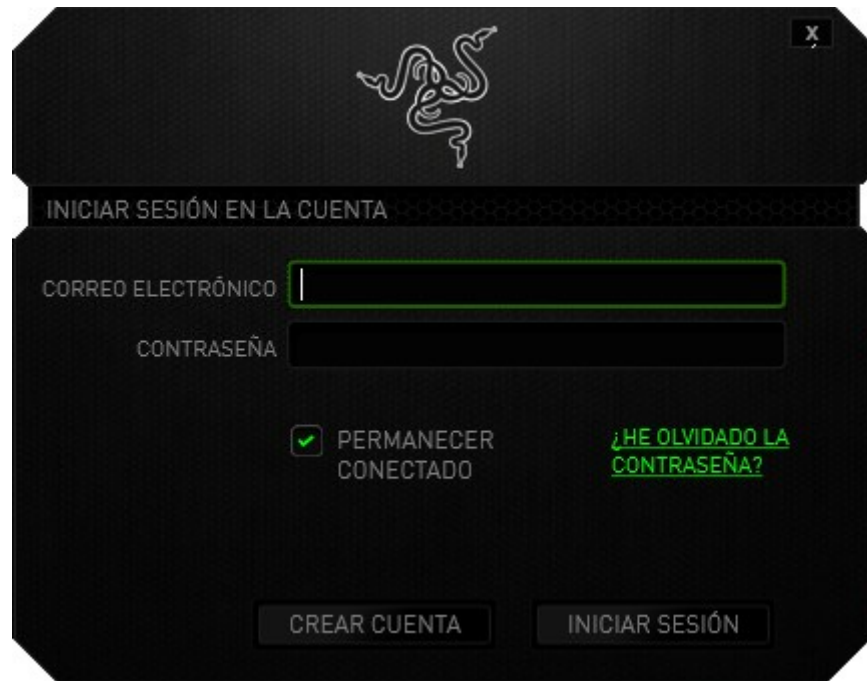 X
INICIAR SESIÓN EN LA CUENTA
CORREO ELECTRÓNICO
CONTRASEÑA
PERMANECER
CONECTADO
¿HE OLVIDADO LA
CONTRASEÑA?
CREAR CUENTA
INICIAR SESIÓN